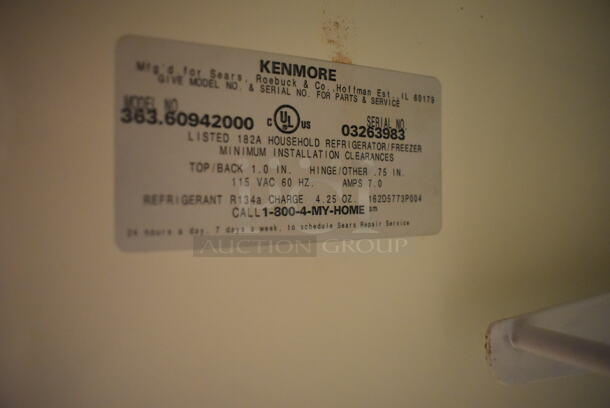 KENMORE
Mfg'd for Sears, Roebuck & Co., Hoffman Est., IL 60179
GIVE MODEL NO. & SERIAL NO. FOR PARTS & SERVICE
MODEL NO. SERIAL NO.
363.60942000 C UL US 03263983
LISTED 182A HOUSEHOLD REFRIGERATOR/FREEZER
MINIMUM INSTALLATION CLEARANCES
TOP/BACK 1.0 IN. HINGE/OTHER .75 IN.
115 VAC 60 HZ. AMPS 7.0
REFRIGERANT R134a CHARGE 4.25 OZ. 162D5773P004
CALL 1-800-4-MY-HOME sm
24 hours a day, 7 days a week, to schedule Sears Repair Service
AUCTION GROUP